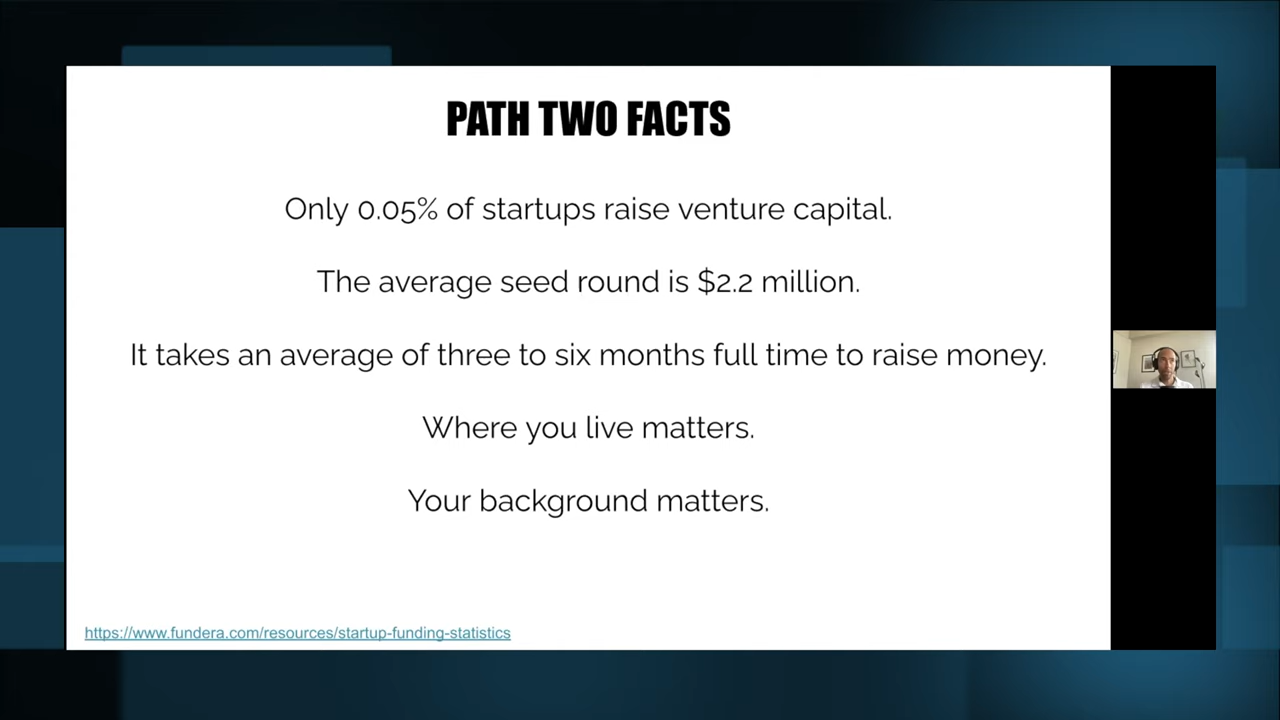 PATH TWO FACTS
Only 0.05% of startups raise venture capital.
The average seed round is $2.2 million.
It takes an average of three to six months full time to raise money.
Where you live matters.
Your background matters.
https://www.fundera.com/resources/startup-funding-statistics